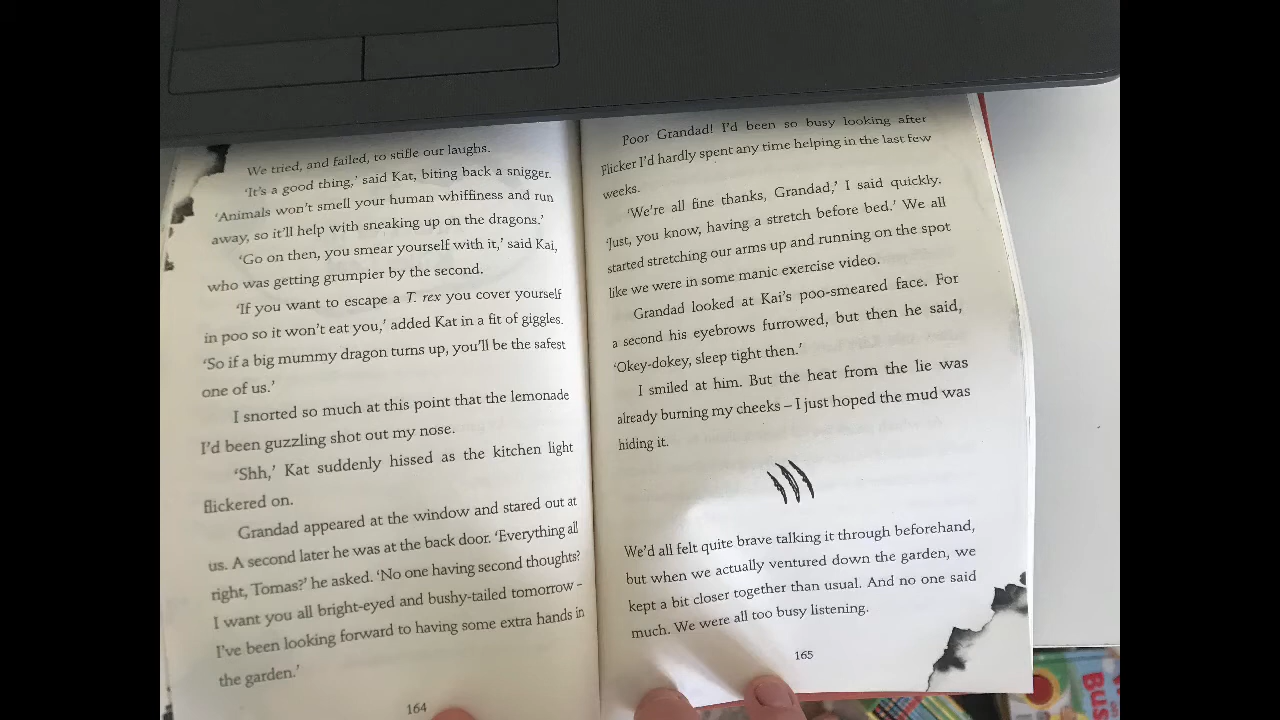 We tried, and failed, to stifle our laughs.
‘It’s a good thing,’ said Kat, biting back a snigger.
‘Animals won’t smell your human whiffiness and run
away, so it’ll help with sneaking up on the dragons.’
‘Go on then, you smear yourself with it,’ said Kai,
who was getting grumpier by the second.
‘If you want to escape a T. rex you cover yourself
in poo so it won’t eat you,’ added Kat in a fit of giggles.
‘So if a big mummy dragon turns up, you’ll be the safest
one of us.’
I snorted so much at this point that the lemonade
I’d been guzzling shot out my nose.
‘Shh,’ Kat suddenly hissed as the kitchen light
flickered on.
Grandad appeared at the window and stared out at
us. A second later he was at the back door. ‘Everything all
right, Tomas?’ he asked. ‘No one having second thoughts?
I want you all bright-eyed and bushy-tailed tomorrow –
I’ve been looking forward to having some extra hands in
the garden.’
164
Poor Grandad! I’d been so busy looking after
Flicker I’d hardly spent any time helping in the last few
weeks.
‘We’re all fine thanks, Grandad,’ I said quickly.
‘Just, you know, having a stretch before bed.’ We all
started stretching our arms up and running on the spot
like we were in some manic exercise video.
Grandad looked at Kai’s poo-smeared face. For
a second his eyebrows furrowed, but then he said,
‘Okey-dokey, sleep tight then.’
I smiled at him. But the heat from the lie was
already burning my cheeks – I just hoped the mud was
hiding it.
We’d all felt quite brave talking it through beforehand,
but when we actually ventured down the garden, we
kept a bit closer together than usual. And no one said
much. We were all too busy listening.
165
Bus